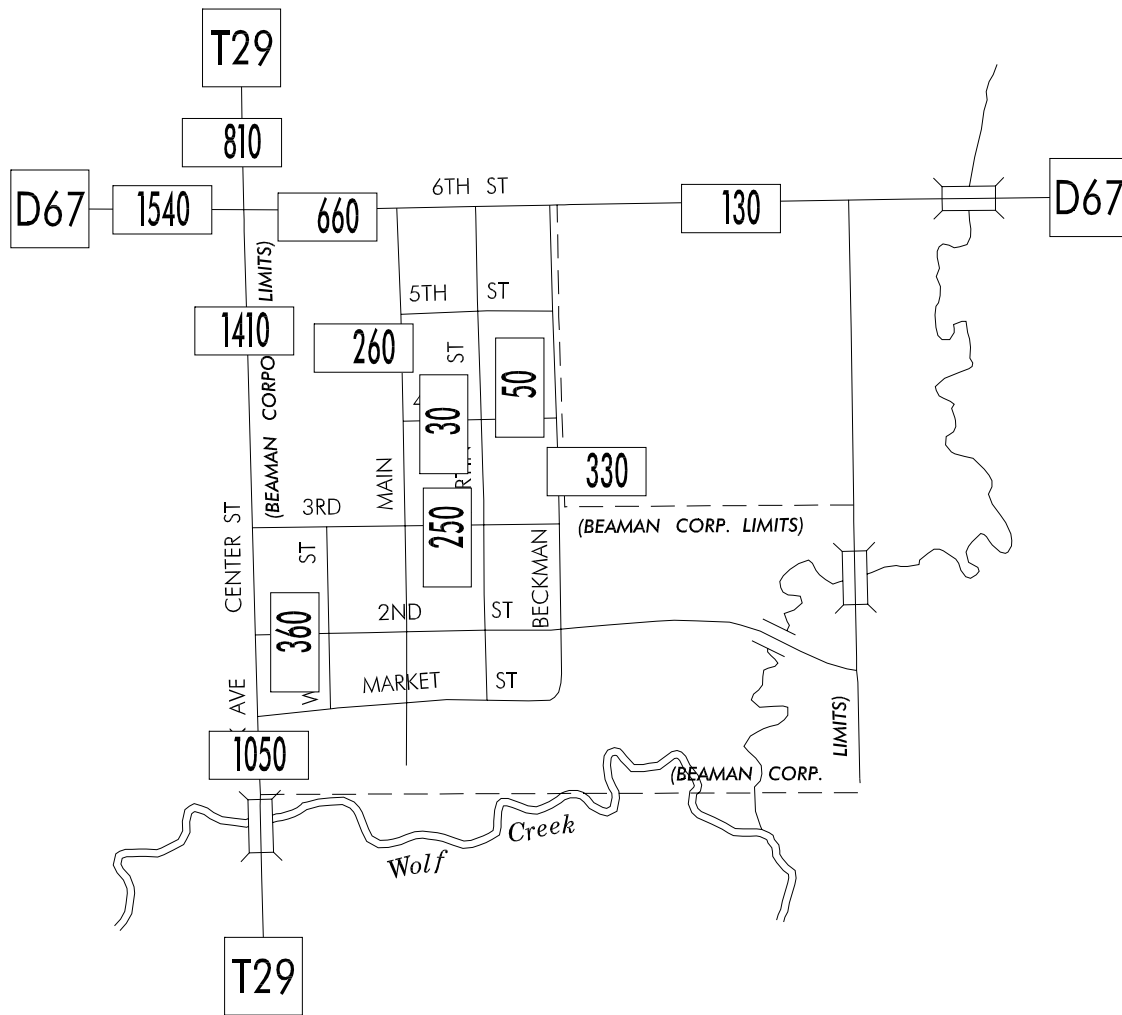 T29
810
D67
1540
660
6TH ST
130
D67
(BEAMAN CORPO
LIMITS)
5TH ST
1410
260
ST
50
30
330
MAIN
3RD
(BEAMAN CORP. LIMITS)
CENTER ST
ST
250
BECKMAN
2ND ST
360
MARKET ST
AVE
1050
LIMITS)
(BEAMAN CORP.
Wolf Creek
T29